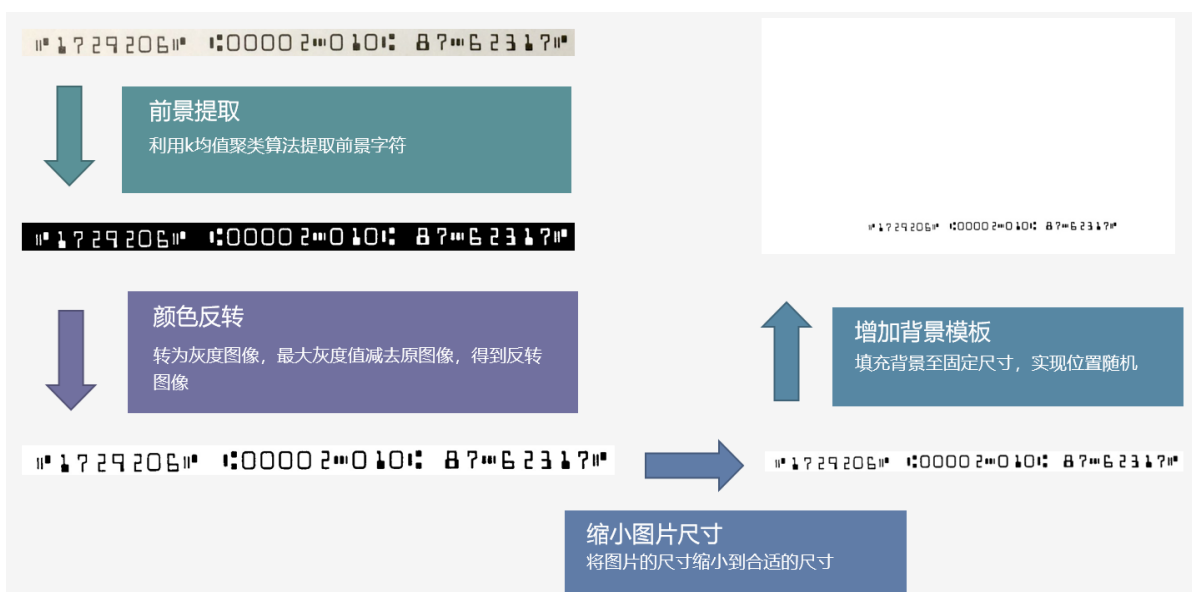 ⑈1729206⑈ ⑆00002⑉010⑆ 87⑉62317⑈
前景提取
利用k均值聚类算法提取前景字符
⑈1729206⑈ ⑆00002⑉010⑆ 87⑉62317⑈
颜色反转
转为灰度图像，最大灰度值减去原图像，得到反转
图像
⑈1729206⑈ ⑆00002⑉010⑆ 87⑉62317⑈
缩小图片尺寸
将图片的尺寸缩小到合适的尺寸
⑈1729206⑈ ⑆00002⑉010⑆ 87⑉62317⑈
增加背景模板
填充背景至固定尺寸，实现位置随机
⑈1729206⑈ ⑆00002⑉010⑆ 87⑉62317⑈